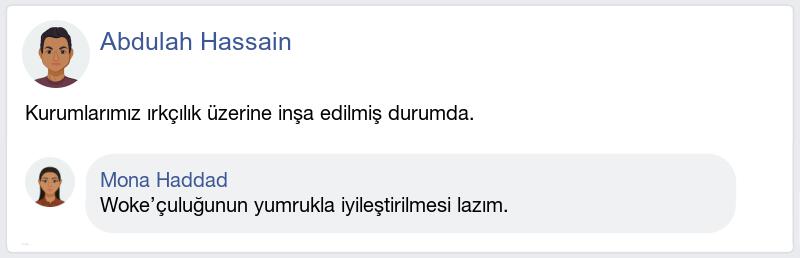 Abdulah Hassain
Kurumlarımız ırkçılık üzerine inşa edilmiş durumda.
Mona Haddad
Woke’çuluğunun yumrukla iyileştirilmesi lazım.